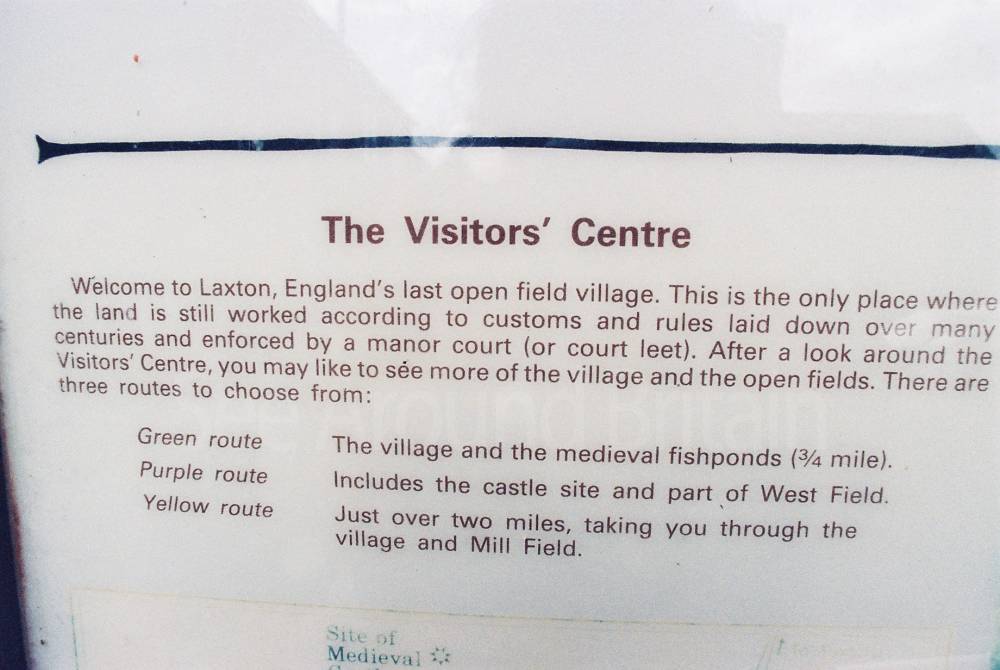 The Visitors' Centre
Welcome to Laxton, England's last open field village. This is the only place where
the land is still worked according to customs and rules laid down over many
centuries and enforced by a manor court (or court leet). After a look around the
Visitors' Centre, you may like to see more of the village and the open fields. There are
three routes to choose from:
Green route The village and the medieval fishponds (¾ mile).
Purple route Includes the castle site and part of West Field.
Yellow route Just over two miles, taking you through the
village and Mill Field.
Around Britain
Site of
Medieval